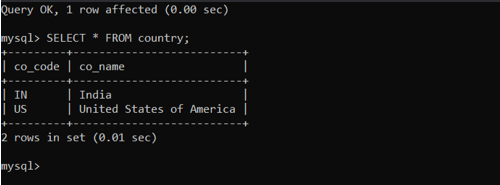 Query OK, 1 row affected (0.00 sec)
mysql> SELECT * FROM country;
+---------+--------------------------+
| co_code | co_name                  |
+---------+--------------------------+
| IN      | India                    |
| US      | United States of America |
+---------+--------------------------+
2 rows in set (0.01 sec)
mysql>